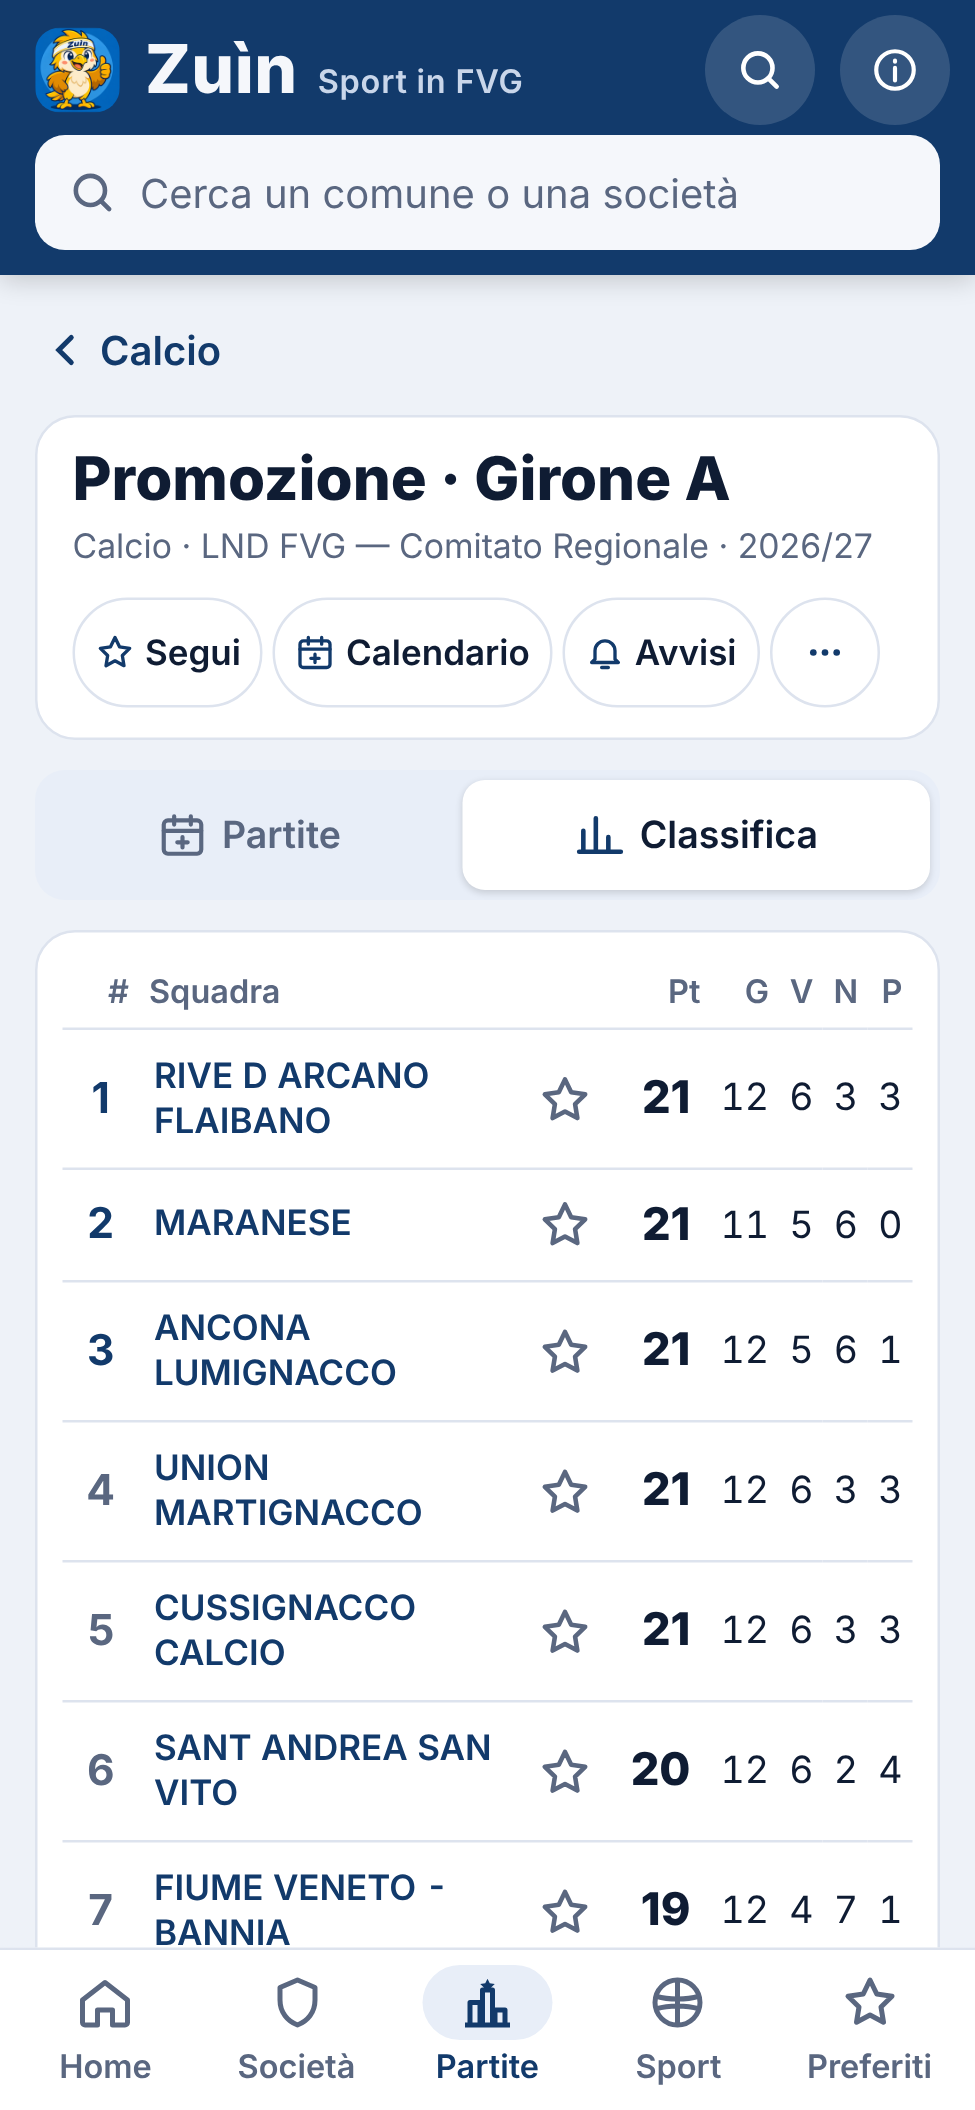 Zuìn
Zuìn Sport in FVG
Cerca un comune o una società
Calcio
Promozione · Girone A
Calcio · LND FVG — Comitato Regionale · 2026/27
Segui Calendario Avvisi ...
Partite Classifica
# Squadra Pt G V N P
1 RIVE D ARCANO FLAIBANO 21 12 6 3 3
2 MARANESE 21 11 5 6 0
3 ANCONA LUMIGNACCO 21 12 5 6 1
4 UNION MARTIGNACCO 21 12 6 3 3
5 CUSSIGNACCO CALCIO 21 12 6 3 3
6 SANT ANDREA SAN VITO 20 12 6 2 4
7 FIUME VENETO - BANNIA 19 12 4 7 1
Home Società Partite Sport Preferiti